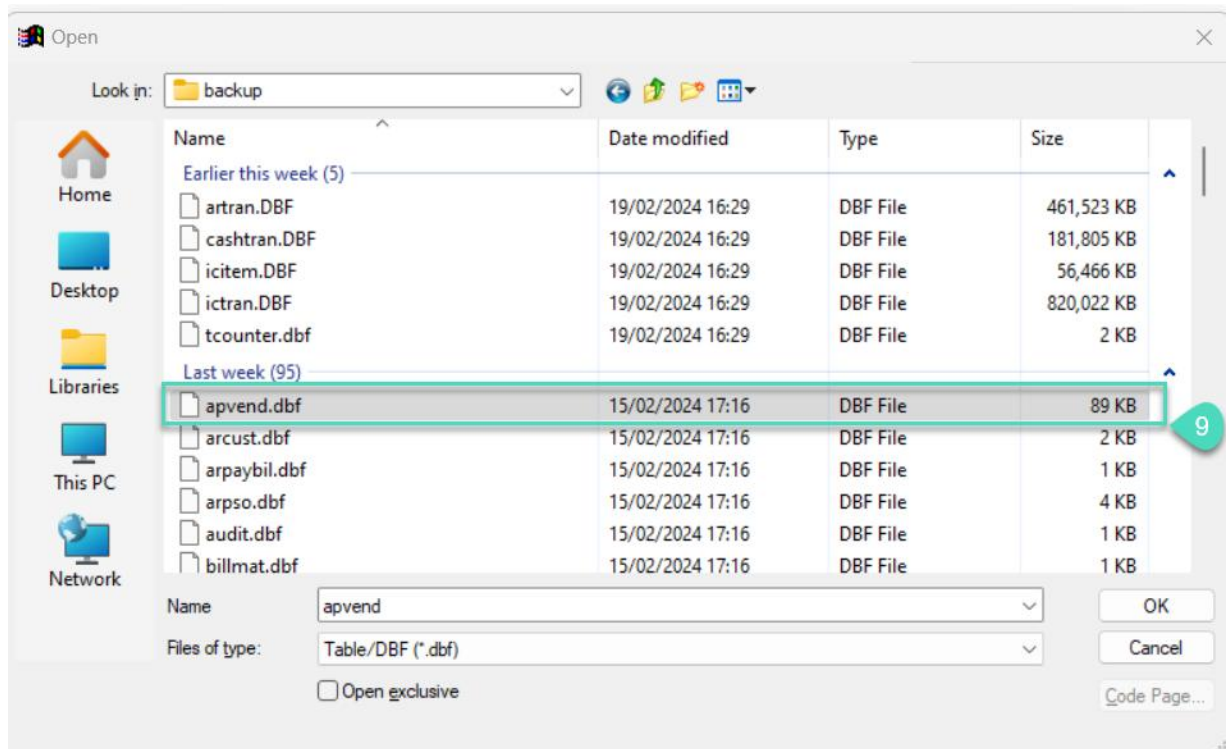 Open
Look in: backup
Name Date modified Type Size
Earlier this week (5)
artran.DBF 19/02/2024 16:29 DBF File 461,523 KB
cashtran.DBF 19/02/2024 16:29 DBF File 181,805 KB
icitem.DBF 19/02/2024 16:29 DBF File 56,466 KB
ictran.DBF 19/02/2024 16:29 DBF File 820,022 KB
tcounter.dbf 19/02/2024 16:29 DBF File 2 KB
Last week (95)
apvend.dbf 15/02/2024 17:16 DBF File 89 KB
9
arcust.dbf 15/02/2024 17:16 DBF File 2 KB
arpaybil.dbf 15/02/2024 17:16 DBF File 1 KB
arpso.dbf 15/02/2024 17:16 DBF File 4 KB
audit.dbf 15/02/2024 17:16 DBF File 1 KB
billmat.dbf 15/02/2024 17:16 DBF File 1 KB
Home
Desktop
Libraries
This PC
Network
Name apvend OK
Files of type: Table/DBF (*.dbf) Cancel
Open exclusive Code Page...